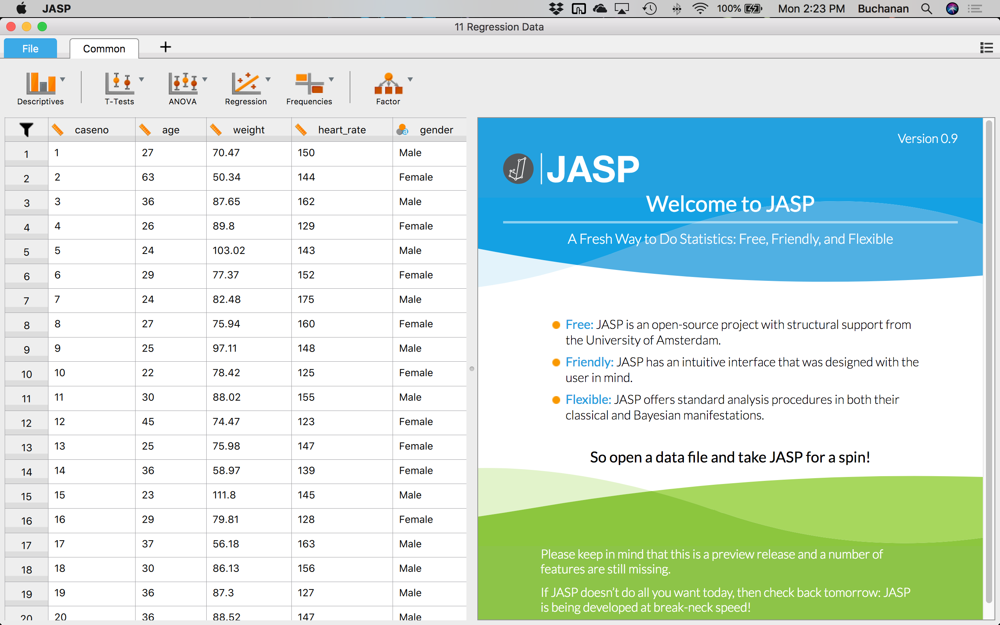 JASP 100% Mon 2:23 PM Buchanan
11 Regression Data
File Common +
Descriptives T-Tests ANOVA Regression Frequencies Factor
caseno age weight heart_rate gender
1 1 27 70.47 150 Male
2 2 63 50.34 144 Female
3 3 36 87.65 162 Male
4 4 26 89.8 129 Female
5 5 24 103.02 143 Male
6 6 29 77.37 152 Female
7 7 24 82.48 175 Male
8 8 27 75.94 160 Female
9 9 25 97.11 148 Male
10 10 22 78.42 125 Female
11 11 30 88.02 155 Male
12 12 45 74.47 123 Female
13 13 25 75.98 147 Female
14 14 36 58.97 139 Female
15 15 23 111.8 145 Male
16 16 29 79.81 128 Female
17 17 37 56.18 163 Male
18 18 30 86.13 156 Male
19 19 36 87.3 127 Male
20 20 36 88.52 147 Male
Version 0.9
JASP
Welcome to JASP
A Fresh Way to Do Statistics: Free, Friendly, and Flexible
Free: JASP is an open-source project with structural support from
the University of Amsterdam.
Friendly: JASP has an intuitive interface that was designed with the
user in mind.
Flexible: JASP offers standard analysis procedures in both their
classical and Bayesian manifestations.
So open a data file and take JASP for a spin!
Please keep in mind that this is a preview release and a number of
features are still missing.
If JASP doesn't do all you want today, then check back tomorrow: JASP
is being developed at break-neck speed!